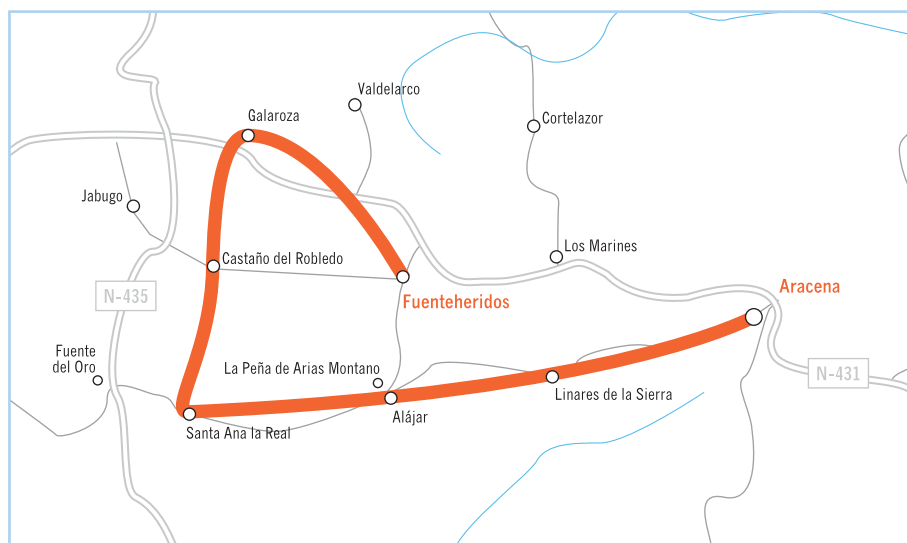 Valdelarco
Galaroza
Cortelazor
Jabugo
Los Marines
Castaño del Robledo
Aracena
N-435
Fuenteheridos
Fuente
del Oro
La Peña de Arias Montano
N-431
Linares de la Sierra
Alájar
Santa Ana la Real